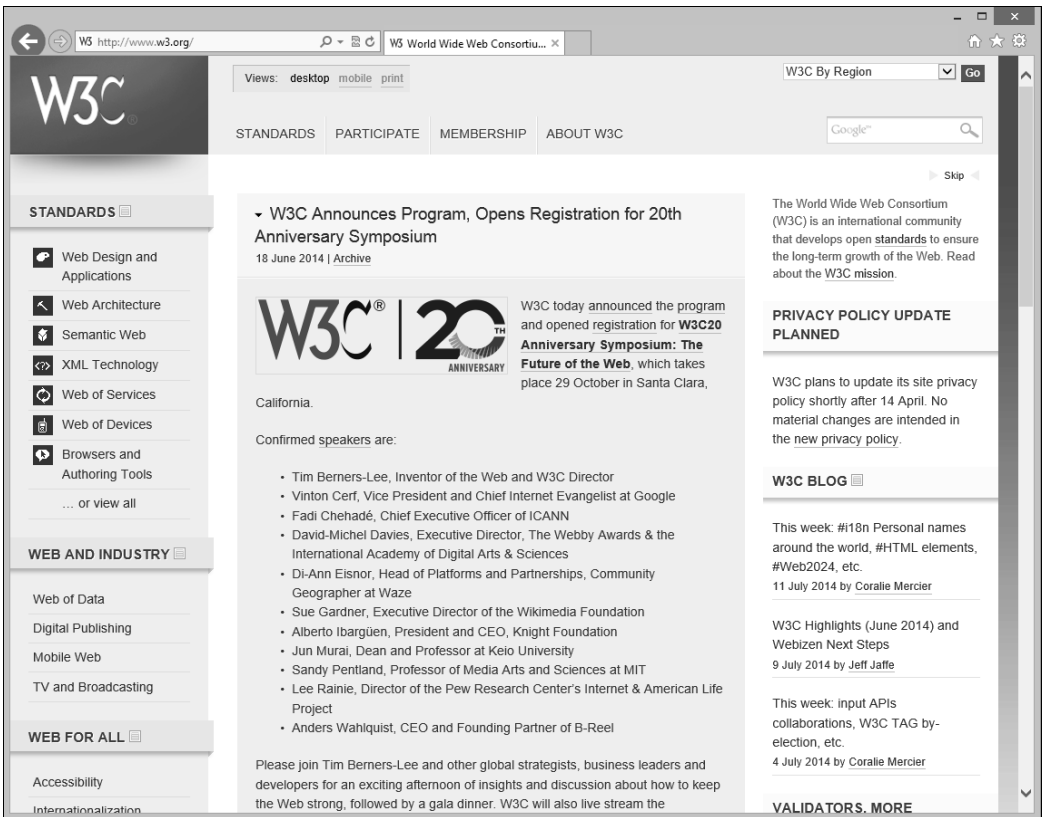 W3 http://www.w3.org/
W3 World Wide Web Consortiu...
W3C®
Views: desktop mobile print
W3C By Region
Go
STANDARDS PARTICIPATE MEMBERSHIP ABOUT W3C
Google™
Skip
STANDARDS
Web Design and
Applications
Web Architecture
Semantic Web
XML Technology
Web of Services
Web of Devices
Browsers and
Authoring Tools
… or view all
WEB AND INDUSTRY
Web of Data
Digital Publishing
Mobile Web
TV and Broadcasting
WEB FOR ALL
Accessibility
Internationalization
W3C Announces Program, Opens Registration for 20th
Anniversary Symposium
18 June 2014 | Archive
W3C® | 20TH
ANNIVERSARY
W3C today announced the program
and opened registration for W3C20
Anniversary Symposium: The
Future of the Web, which takes
place 29 October in Santa Clara,
California.
Confirmed speakers are:
• Tim Berners-Lee, Inventor of the Web and W3C Director
• Vinton Cerf, Vice President and Chief Internet Evangelist at Google
• Fadi Chehadé, Chief Executive Officer of ICANN
• David-Michel Davies, Executive Director, The Webby Awards & the
International Academy of Digital Arts & Sciences
• Di-Ann Eisnor, Head of Platforms and Partnerships, Community
Geographer at Waze
• Sue Gardner, Executive Director of the Wikimedia Foundation
• Alberto Ibargüen, President and CEO, Knight Foundation
• Jun Murai, Dean and Professor at Keio University
• Sandy Pentland, Professor of Media Arts and Sciences at MIT
• Lee Rainie, Director of the Pew Research Center's Internet & American Life
Project
• Anders Wahlquist, CEO and Founding Partner of B-Reel
Please join Tim Berners-Lee and other global strategists, business leaders and
developers for an exciting afternoon of insights and discussion about how to keep
the Web strong, followed by a gala dinner. W3C will also live stream the
The World Wide Web Consortium
(W3C) is an international community
that develops open standards to ensure
the long-term growth of the Web. Read
about the W3C mission.
PRIVACY POLICY UPDATE
PLANNED
W3C plans to update its site privacy
policy shortly after 14 April. No
material changes are intended in
the new privacy policy.
W3C BLOG
This week: #i18n Personal names
around the world, #HTML elements,
#Web2024, etc.
11 July 2014 by Coralie Mercier
W3C Highlights (June 2014) and
Webizen Next Steps
9 July 2014 by Jeff Jaffe
This week: input APIs
collaborations, W3C TAG by-
election, etc.
4 July 2014 by Coralie Mercier
VALIDATORS, MORE